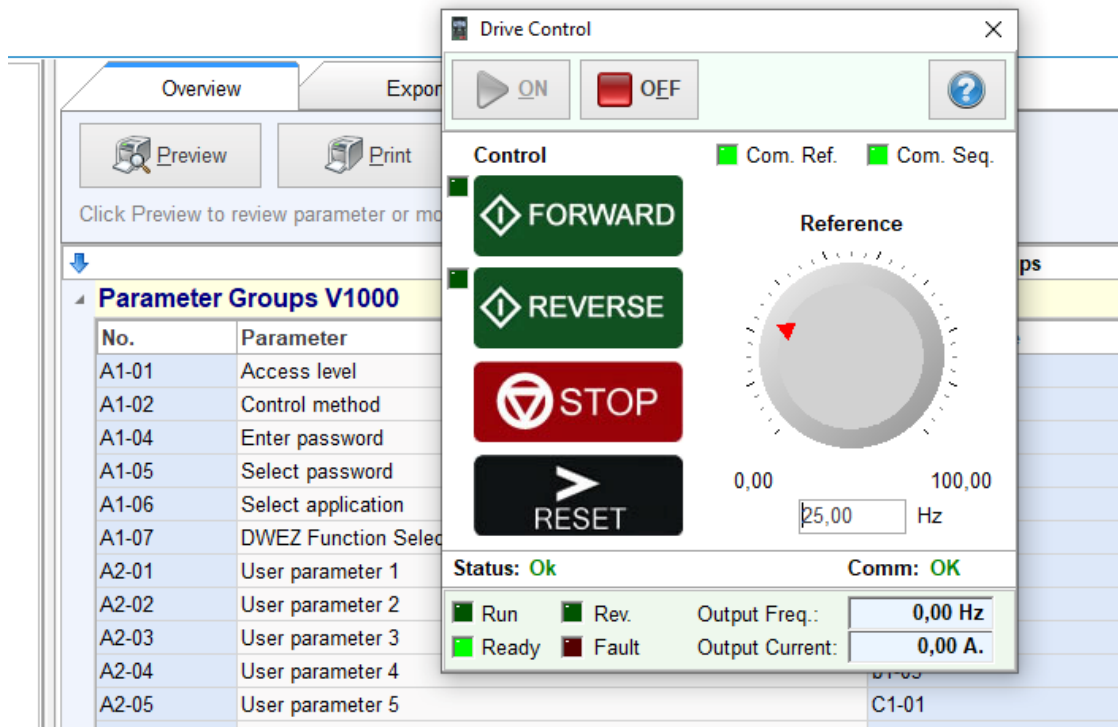 Drive Control
Overview
Expor
ON
OFF
Preview
Print
Click Preview to review parameter or mo
Control
Com. Ref.
Com. Seq.
FORWARD
REVERSE
STOP
RESET
Reference
0,00
100,00
25,00
Hz
Status: Ok
Comm: OK
Run
Rev.
Output Freq.:
0,00 Hz
Ready
Fault
Output Current:
0,00 A.
ps
Parameter Groups V1000
No.
Parameter
A1-01
Access level
A1-02
Control method
A1-04
Enter password
A1-05
Select password
A1-06
Select application
A1-07
DWEZ Function Selec
A2-01
User parameter 1
A2-02
User parameter 2
A2-03
User parameter 3
A2-04
User parameter 4
A2-05
User parameter 5
C1-01